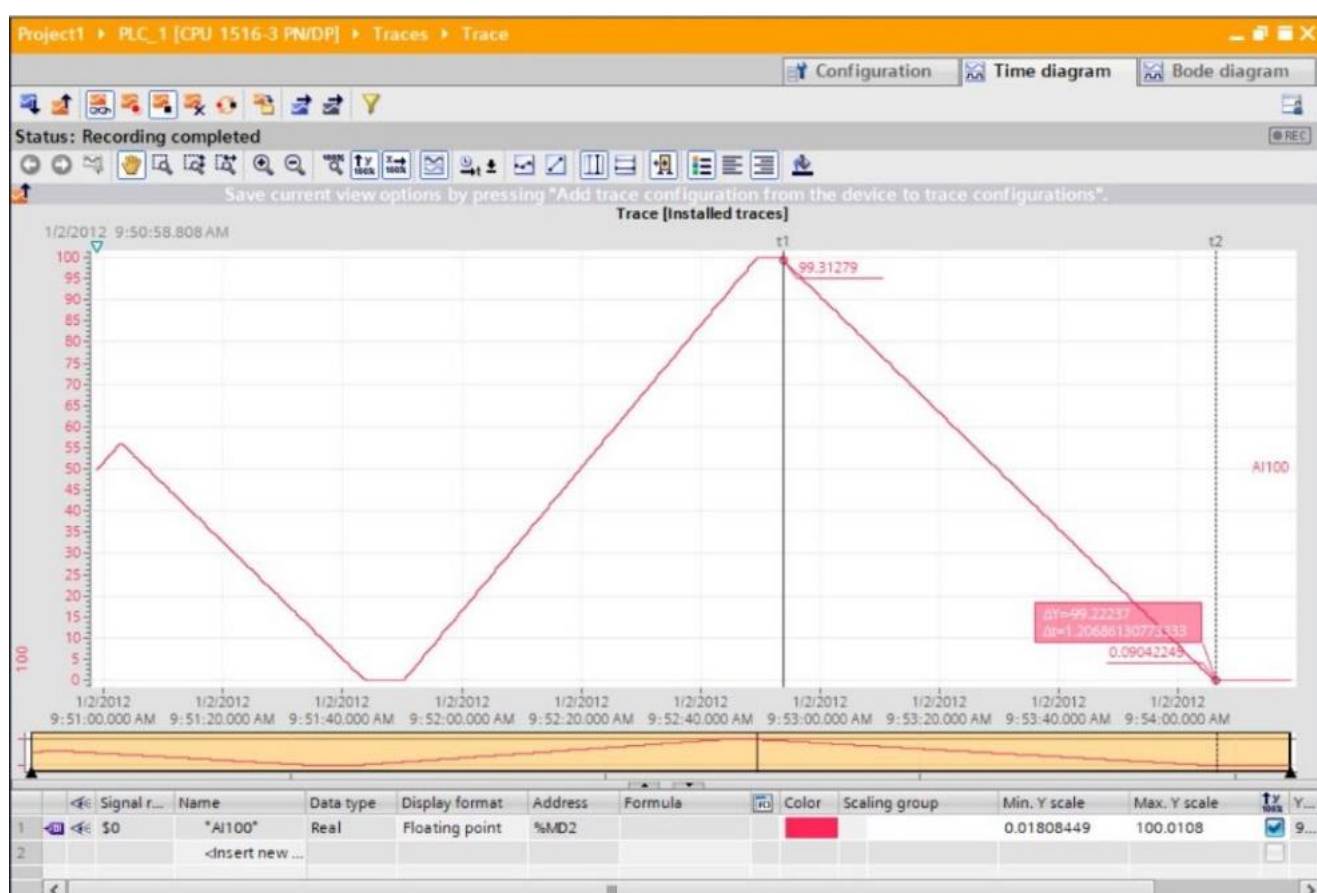 Project1 ▸ PLC_1 [CPU 1516-3 PN/DP] ▸ Traces ▸ Trace
Configuration Time diagram Bode diagram
Status: Recording completed
REC
Save current view options by pressing "Add trace configuration from the device to trace configurations".
Trace [Installed traces]
1/2/2012 9:50:58.808 AM
t1 t2
100
95
90
85
80
75
70
65
60
55
50
45
40
35
30
25
20
15
10
5
0
100
99.31279
AI100
ΔY=-99.22237
Δt=1.20686130773333
0.09042245
1/2/2012 1/2/2012 1/2/2012 1/2/2012 1/2/2012 1/2/2012 1/2/2012 1/2/2012 1/2/2012 1/2/2012
9:51:00.000 AM 9:51:20.000 AM 9:51:40.000 AM 9:52:00.000 AM 9:52:20.000 AM 9:52:40.000 AM 9:53:00.000 AM 9:53:20.000 AM 9:53:40.000 AM 9:54:00.000 AM
Signal r... Name Data type Display format Address Formula Color Scaling group Min. Y scale Max. Y scale Y...
1 $0 "AI100" Real Floating point %MD2 0.01808449 100.0108 9...
2 <Insert new ...